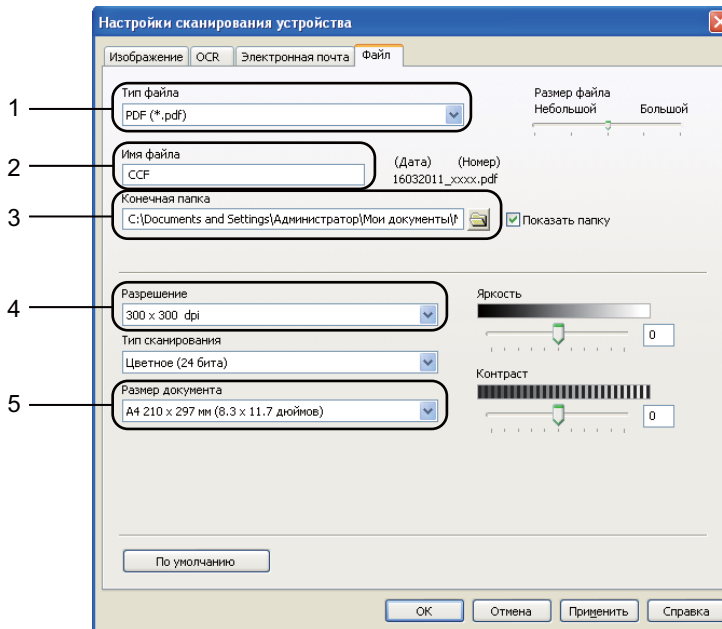 Настройки сканирования устройства
Изображение OCR Электронная почта Файл
1
Тип файла
PDF (*.pdf)
Размер файла
Небольшой Большой
2
Имя файла
CCF
(Дата) (Номер)
16032011_xxxx.pdf
3
Конечная папка
C:\Documents and Settings\Администратор\Мои документы\
Показать папку
4
Разрешение
300 x 300 dpi
Яркость
0
Тип сканирования
Цветное (24 бита)
Контраст
0
5
Размер документа
A4 210 x 297 мм (8.3 x 11.7 дюймов)
По умолчанию
OK Отмена Применить Справка